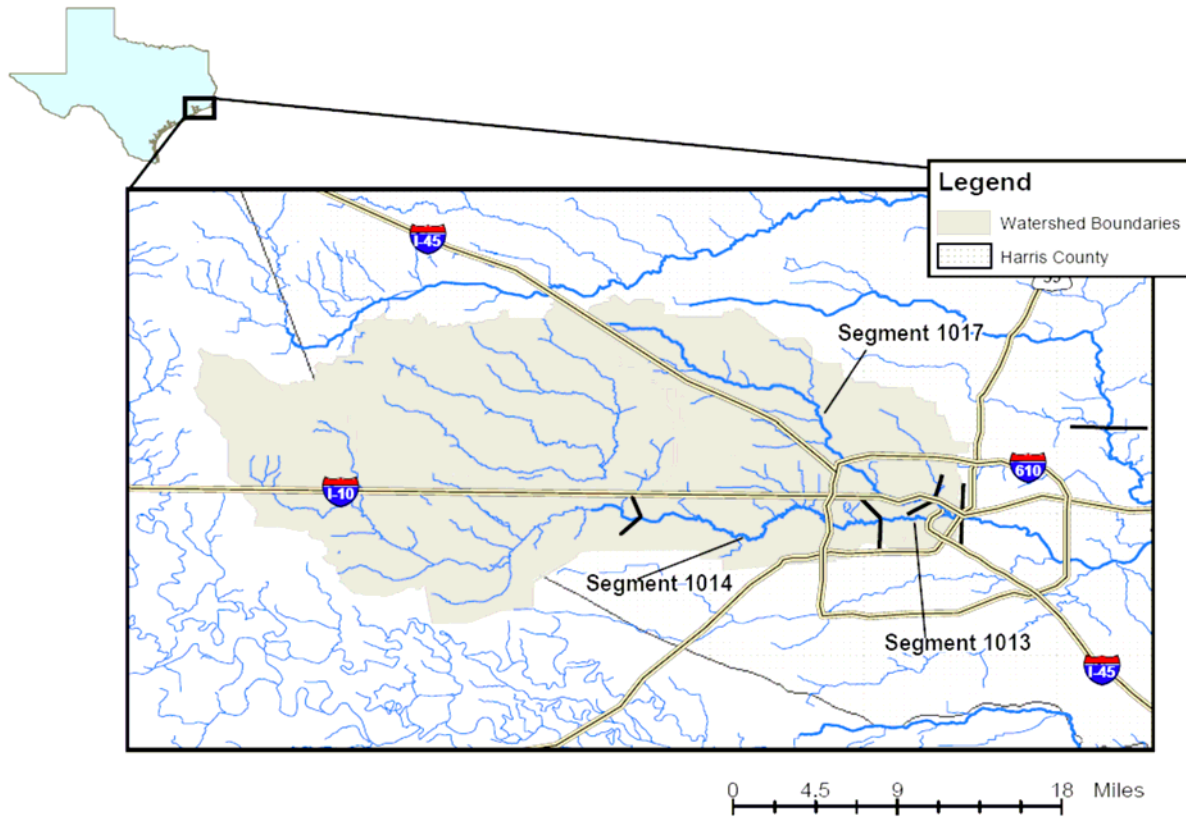 Legend
Watershed Boundaries
Harris County
I-45
Segment 1017
610
I-10
Segment 1014
Segment 1013
I-45
0 4.5 9 18 Miles